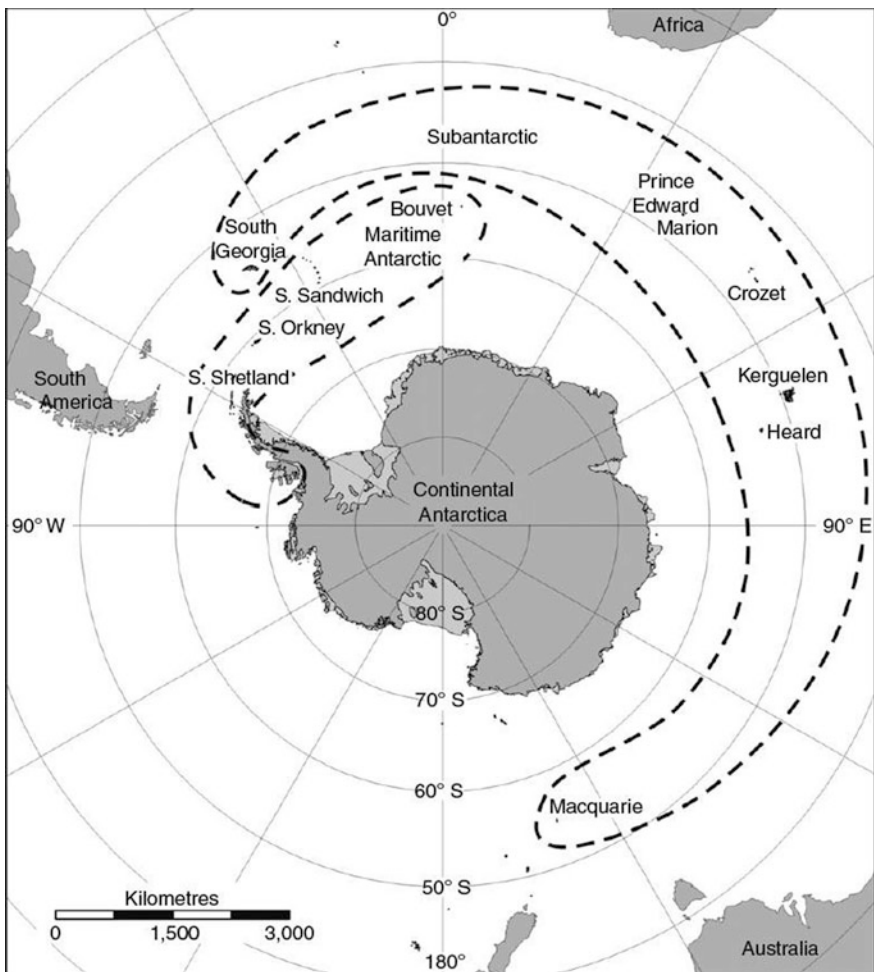 0°
Africa
Subantarctic
Prince
Edward
Marion
Bouvet
South
Georgia
Maritime
Antarctic
Crozet
S. Sandwich
S. Orkney
South
America
S. Shetland
Kerguelen
Heard
Continental
Antarctica
90° W
90° E
80° S
70° S
60° S
Macquarie
50° S
Kilometres
0 1,500 3,000
180°
Australia